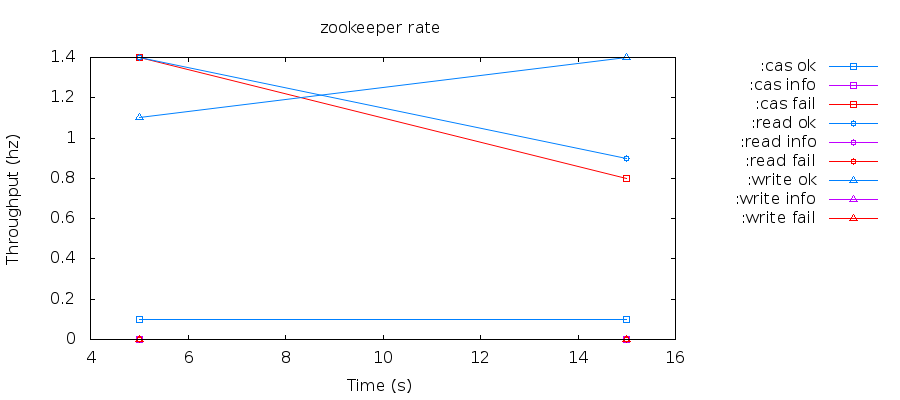 zookeeper rate
Throughput (hz)
1.4
1.2
1
0.8
0.6
0.4
0.2
0
4 6 8 10 12 14 16
Time (s)
:cas ok
:cas info
:cas fail
:read ok
:read info
:read fail
:write ok
:write info
:write fail